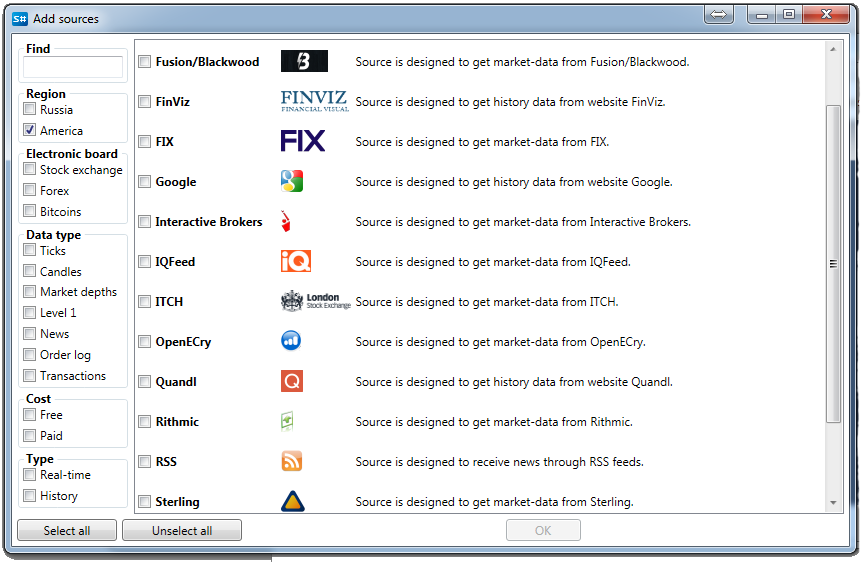 S# Add sources
Find
Region
Russia
America
Electronic board
Stock exchange
Forex
Bitcoins
Data type
Ticks
Candles
Market depths
Level 1
News
Order log
Transactions
Cost
Free
Paid
Type
Real-time
History
Fusion/Blackwood B Source is designed to get market-data from Fusion/Blackwood.
FinViz FINVIZ Source is designed to get history data from website FinViz.
FINANCIAL VISUAL
FIX FIX Source is designed to get market-data from FIX.
Google g Source is designed to get history data from website Google.
Interactive Brokers Source is designed to get market-data from Interactive Brokers.
IQFeed iQ Source is designed to get market-data from IQFeed.
ITCH London Source is designed to get market-data from ITCH.
Stock Exchange
OpenECry Source is designed to get market-data from OpenECry.
Quandl Q Source is designed to get history data from website Quandl.
Rithmic Source is designed to get market-data from Rithmic.
RSS Source is designed to receive news through RSS feeds.
Sterling Source is designed to get market-data from Sterling.
Select all Unselect all OK